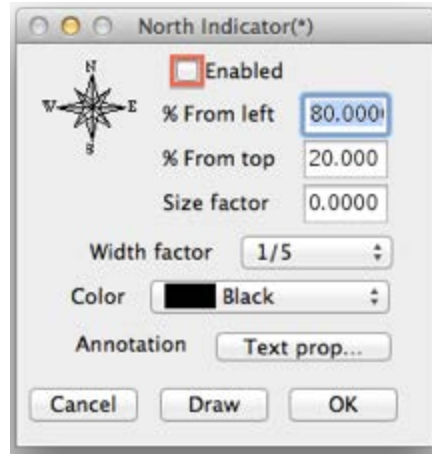 North Indicator(*)
N
Enabled
W E
% From left 80.000
S
% From top 20.000
Size factor 0.0000
Width factor 1/5
Color Black
Annotation Text prop...
Cancel Draw OK